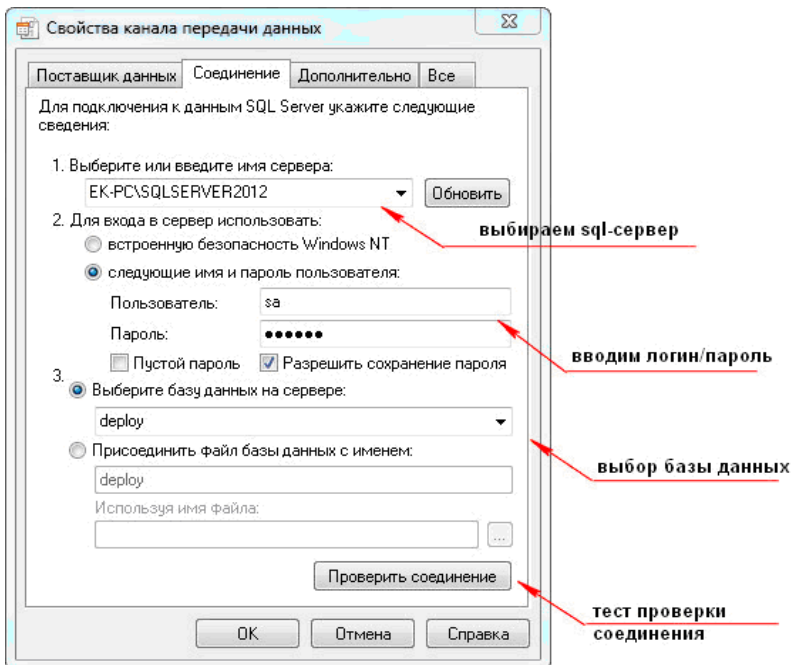 Свойства канала передачи данных
Поставщик данных Соединение Дополнительно Все
Для подключения к данным SQL Server укажите следующие
сведения:
1. Выберите или введите имя сервера:
EK-PC\SQLSERVER2012 Обновить
2. Для входа в сервер использовать:
выбираем sql-сервер
встроенную безопасность Windows NT
следующие имя и пароль пользователя:
Пользователь: sa
Пароль: ●●●●●●
вводим логин/пароль
Пустой пароль Разрешить сохранение пароля
3. Выберите базу данных на сервере:
deploy
Присоединить файл базы данных с именем:
выбор базы данных
deploy
Используя имя файла:
...
Проверить соединение
тест проверки
соединения
OK Отмена Справка